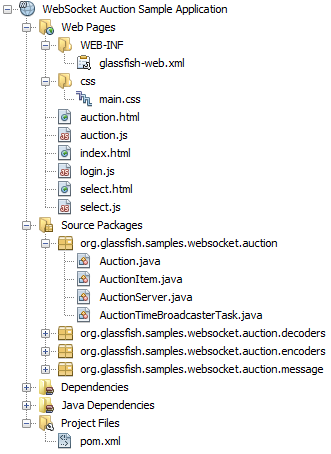 WebSocket Auction Sample Application
Web Pages
WEB-INF
glassfish-web.xml
css
main.css
auction.html
auction.js
index.html
login.js
select.html
select.js
Source Packages
org.glassfish.samples.websocket.auction
Auction.java
AuctionItem.java
AuctionServer.java
AuctionTimeBroadcasterTask.java
org.glassfish.samples.websocket.auction.decoders
org.glassfish.samples.websocket.auction.encoders
org.glassfish.samples.websocket.auction.message
Dependencies
Java Dependencies
Project Files
pom.xml